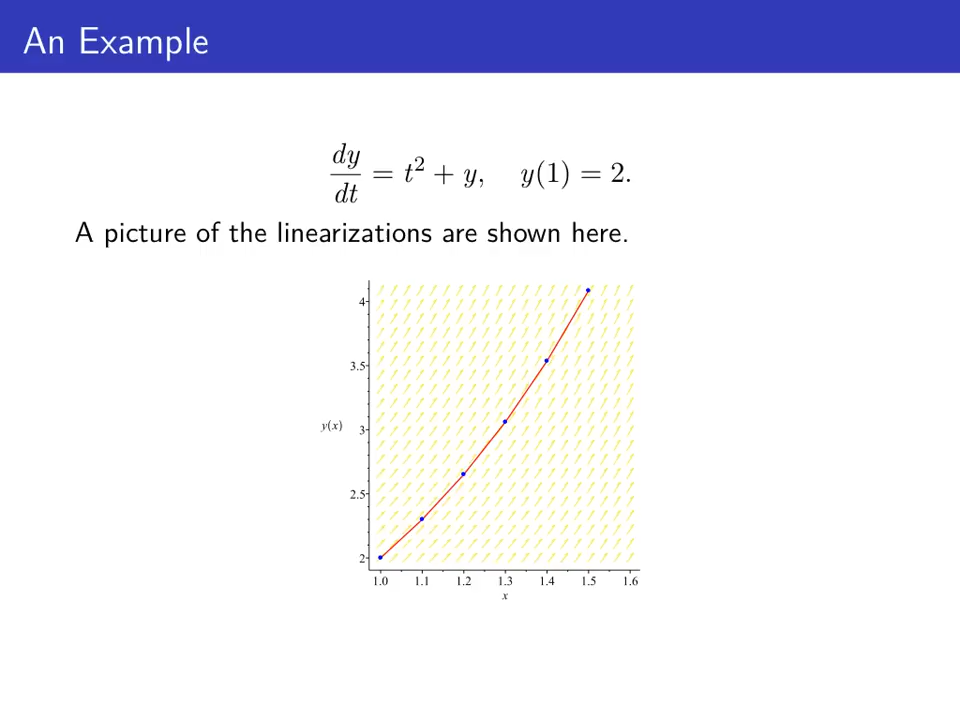 An Example
dy/dt = t² + y,    y(1) = 2.
A picture of the linearizations are shown here.
4
3.5
y(x) 3
2.5
2
1.0 1.1 1.2 1.3 1.4 1.5 1.6
x